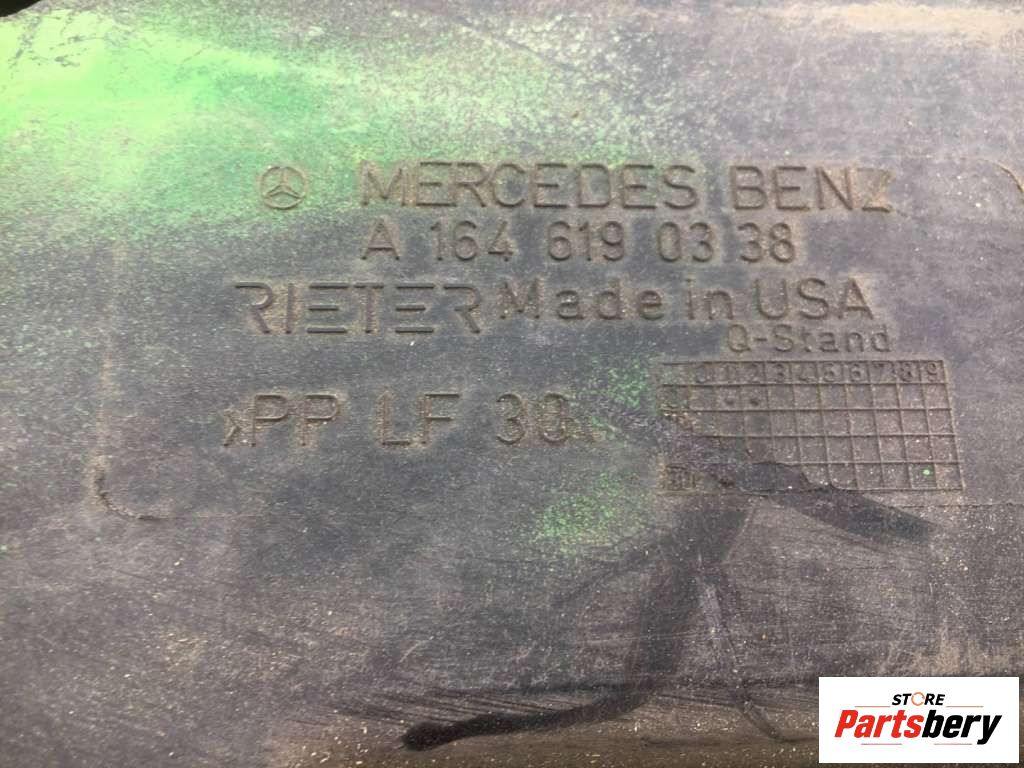 MERCEDES BENZ
A 164 619 03 38
RIETER Made in USA
Q-Stand
0 1 2 3 4 5 6 7 8 9
>PP LF 30<
STORE
Partsbery